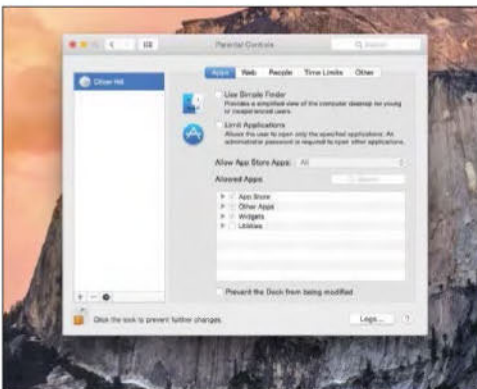 Parental Controls
Search
Apps Web People Time Limits Other
Use Simple Finder
Provides a simplified view of the computer desktop for young
or inexperienced users.
Limit Applications
Allows the user to open only the specified applications. An
administrator password is required to open other applications.
Allow App Store Apps: All
Allowed Apps:
Search
App Store
Other Apps
Widgets
Utilities
Prevent the Dock from being modified
Click the lock to prevent further changes.
Logs... ?